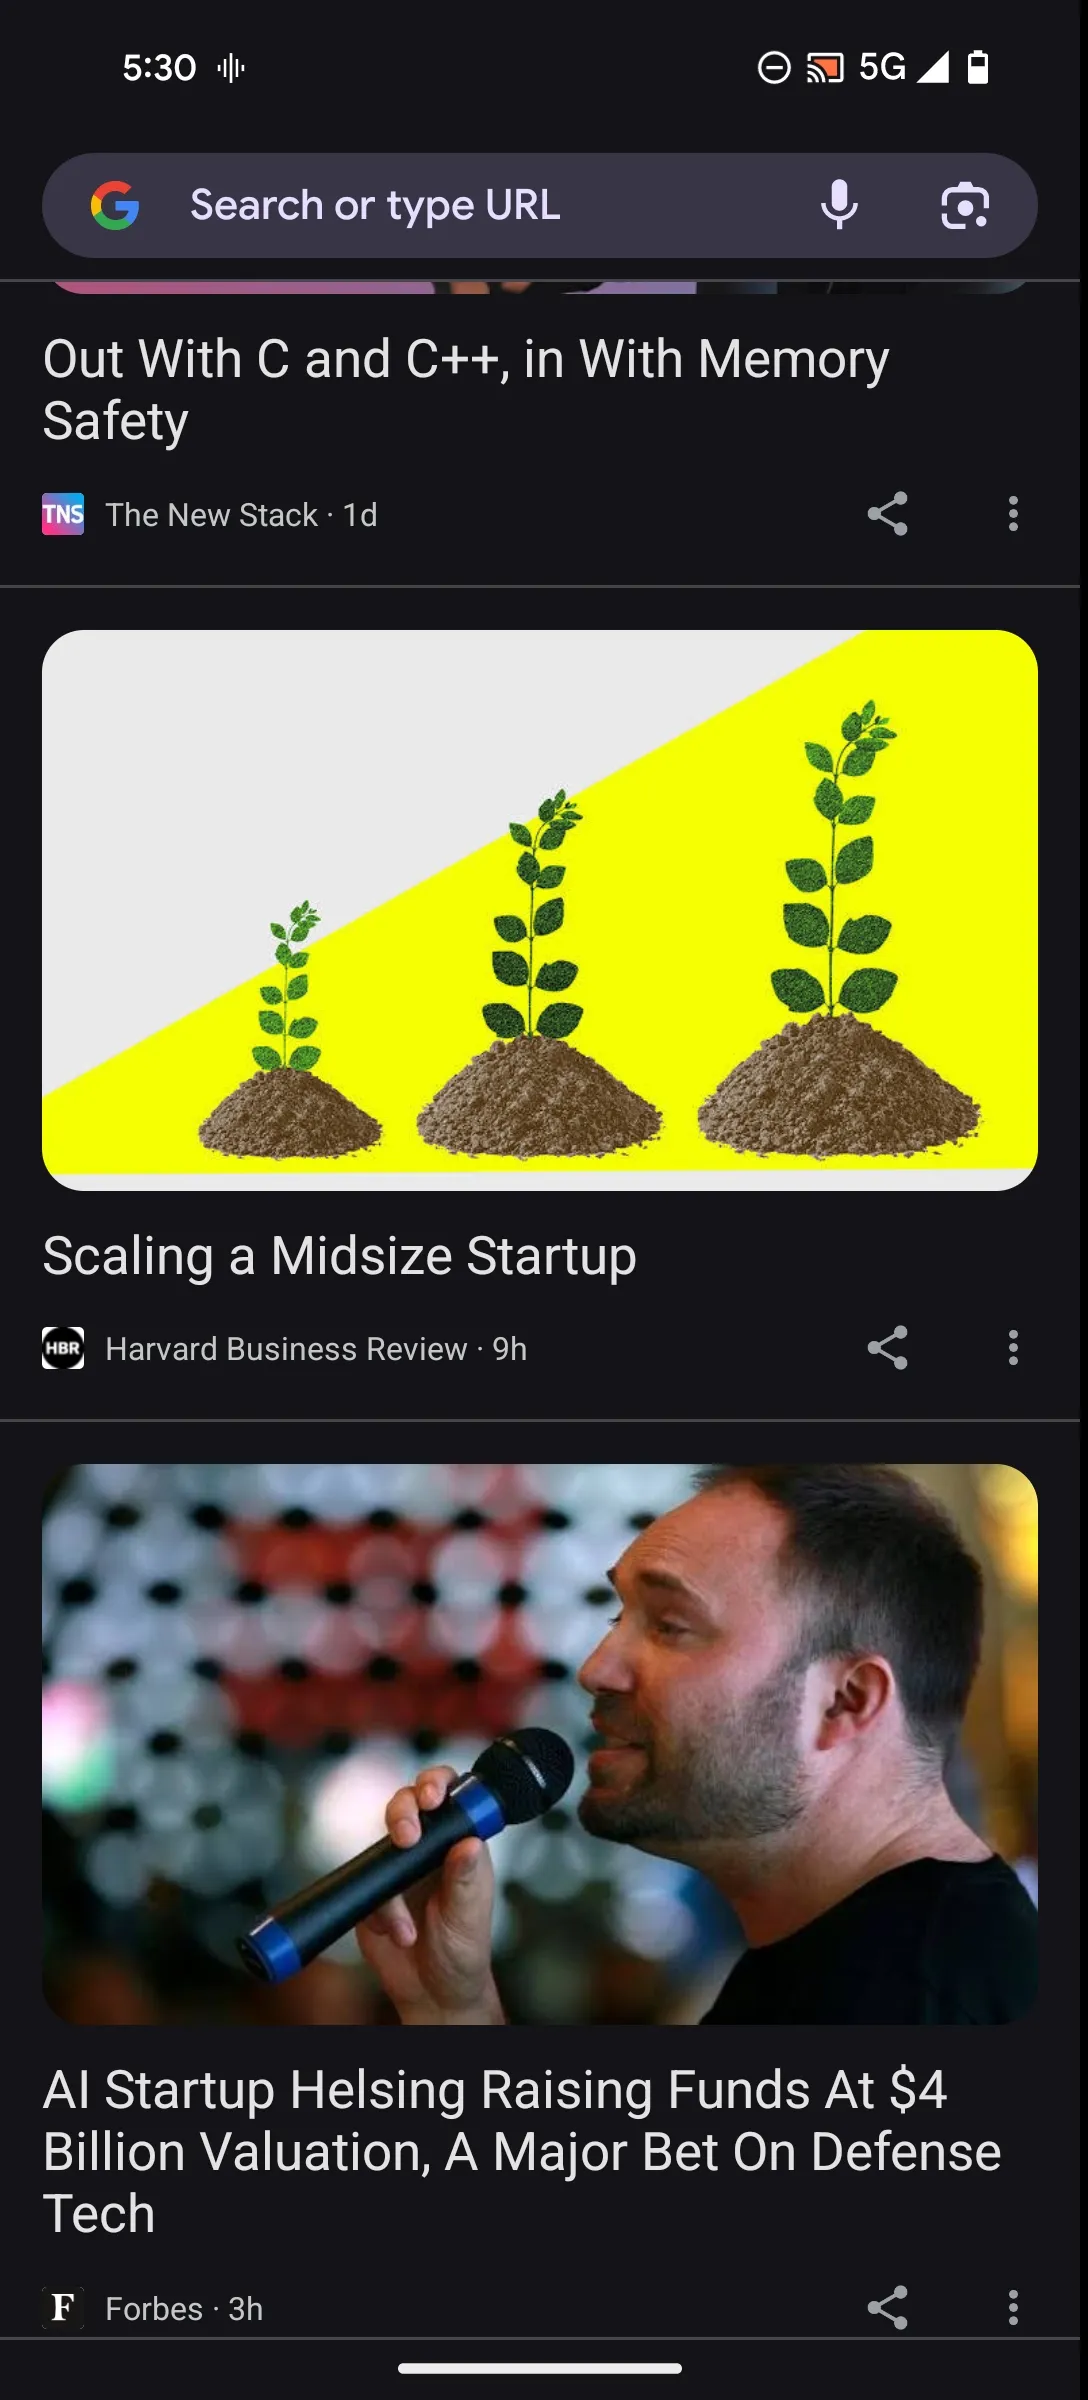 5:30
5G
Search or type URL
Out With C and C++, in With Memory
Safety
TNS
The New Stack · 1d
Scaling a Midsize Startup
HBR
Harvard Business Review · 9h
AI Startup Helsing Raising Funds At $4
Billion Valuation, A Major Bet On Defense
Tech
F
Forbes · 3h